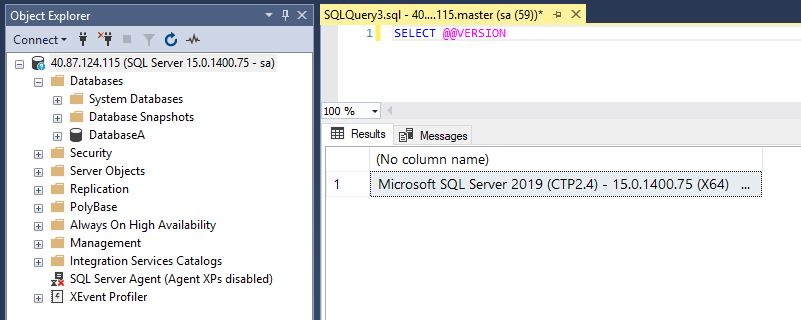 Object Explorer
Connect
40.87.124.115 (SQL Server 15.0.1400.75 - sa)
Databases
System Databases
Database Snapshots
DatabaseA
Security
Server Objects
Replication
PolyBase
Always On High Availability
Management
Integration Services Catalogs
SQL Server Agent (Agent XPs disabled)
XEvent Profiler
SQLQuery3.sql - 40....115.master (sa (59))*
1 SELECT @@VERSION
100 %
Results Messages
(No column name)
1 Microsoft SQL Server 2019 (CTP2.4) - 15.0.1400.75 (X64) ...